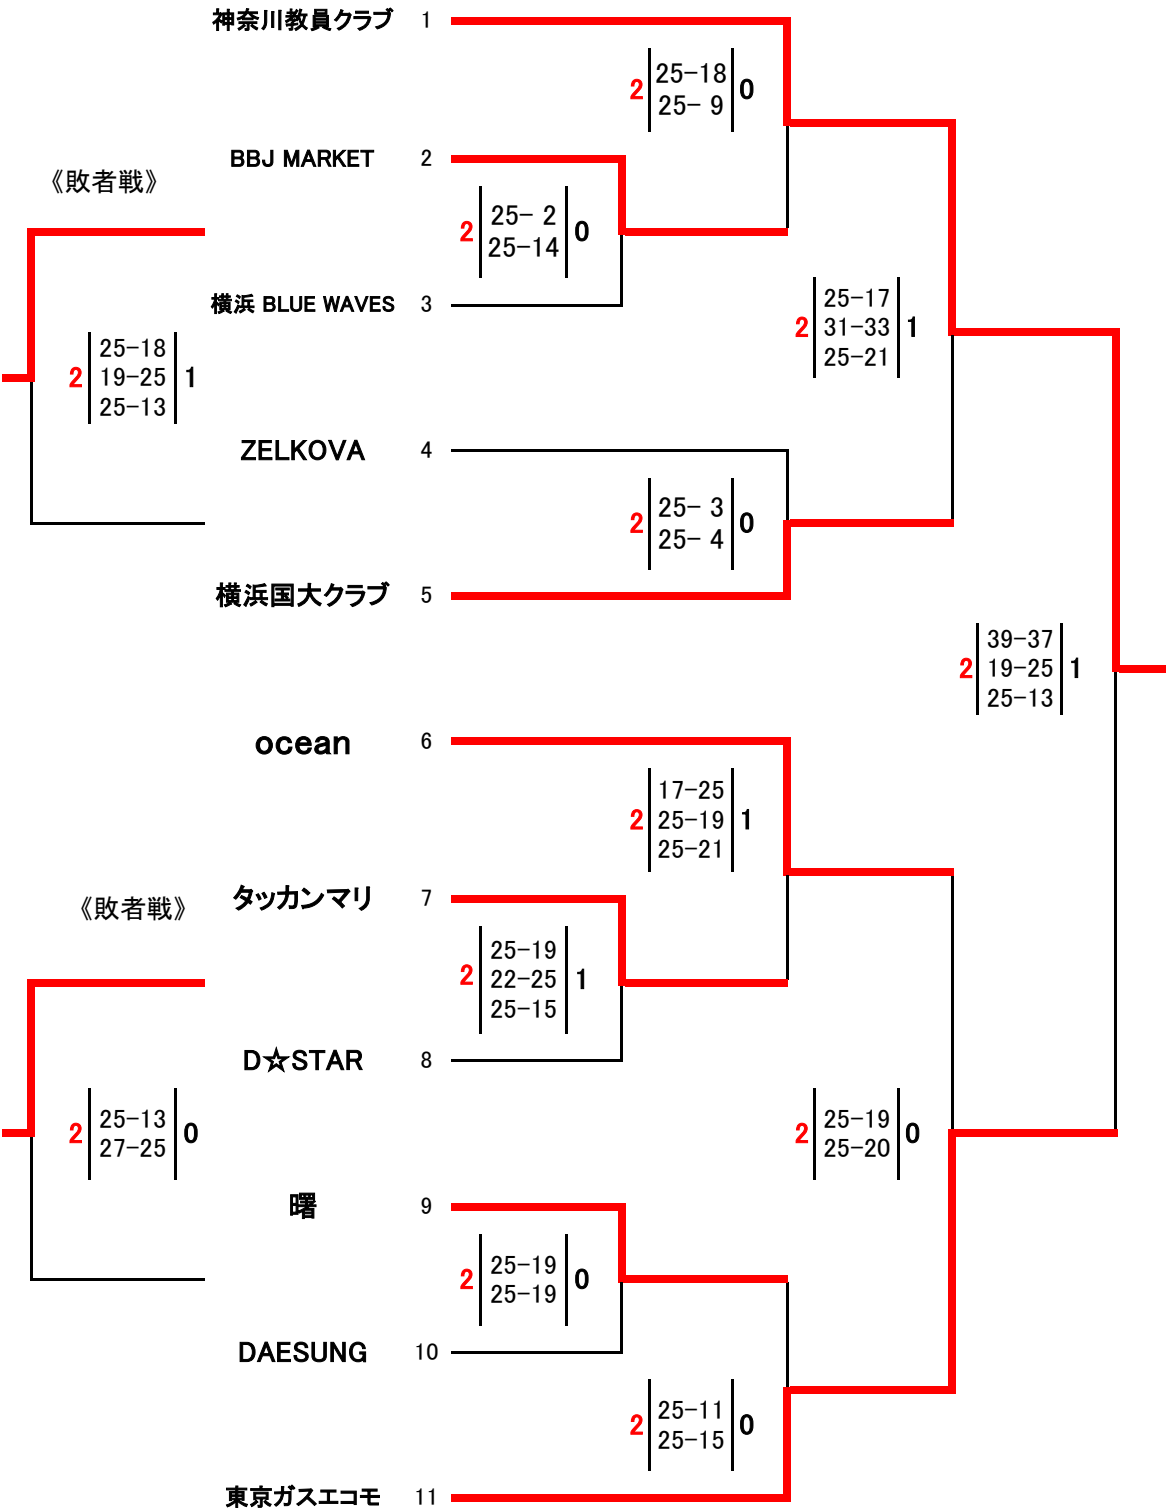 神奈川教員クラブ 1
2 25-18 0
25- 9
BBJ MARKET 2
《敗者戦》
2 25- 2 0
25-14
横浜 BLUE WAVES 3
25-17
2 31-33 1
25-21
25-18
2 19-25 1
25-13
ZELKOVA 4
2 25- 3 0
25- 4
横浜国大クラブ 5
39-37
2 19-25 1
25-13
ocean 6
17-25
2 25-19 1
25-21
タッカンマリ 7
《敗者戦》
25-19
2 22-25 1
25-15
D☆STAR 8
2 25-13 0
27-25
2 25-19 0
25-20
曙 9
2 25-19 0
25-19
DAESUNG 10
2 25-11 0
25-15
東京ガスエコモ 11